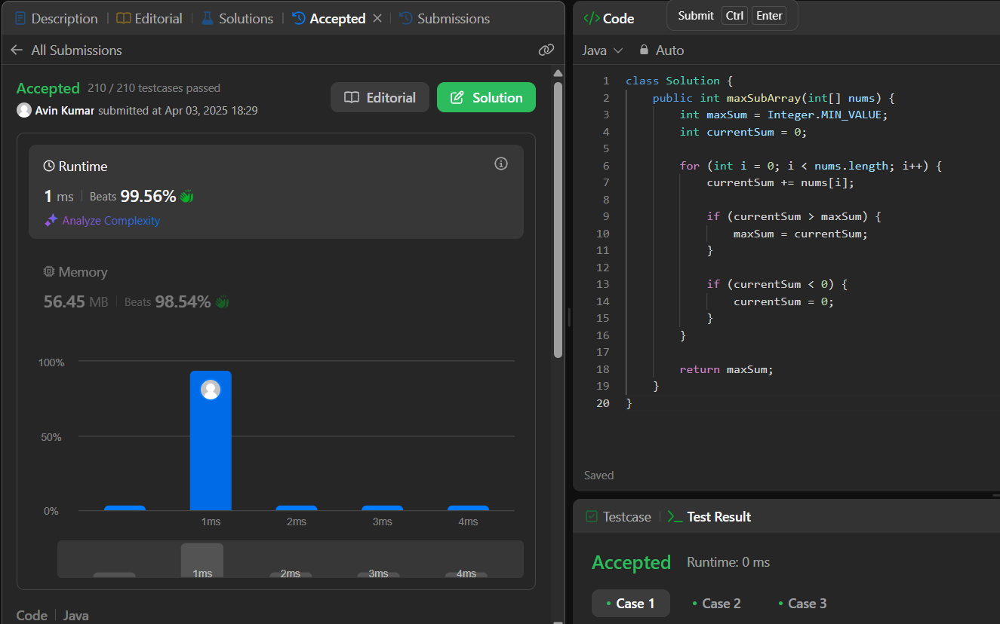 Description | Editorial | Solutions | Accepted × | Submissions
← All Submissions
Accepted 210 / 210 testcases passed
Avin Kumar submitted at Apr 03, 2025 18:29
Editorial
Solution
Runtime
1 ms | Beats 99.56%
Analyze Complexity
Memory
56.45 MB | Beats 98.54%
100%
50%
0%
1ms 2ms 3ms 4ms
1ms 2ms 3ms 4ms
Code | Java
</> Code
Submit Ctrl Enter
Java Auto
1 class Solution {
2     public int maxSubArray(int[] nums) {
3         int maxSum = Integer.MIN_VALUE;
4         int currentSum = 0;
5
6         for (int i = 0; i < nums.length; i++) {
7             currentSum += nums[i];
8
9             if (currentSum > maxSum) {
10                 maxSum = currentSum;
11             }
12
13             if (currentSum < 0) {
14                 currentSum = 0;
15             }
16         }
17
18         return maxSum;
19     }
20 }
Saved
Testcase | >_ Test Result
Accepted Runtime: 0 ms
• Case 1 • Case 2 • Case 3